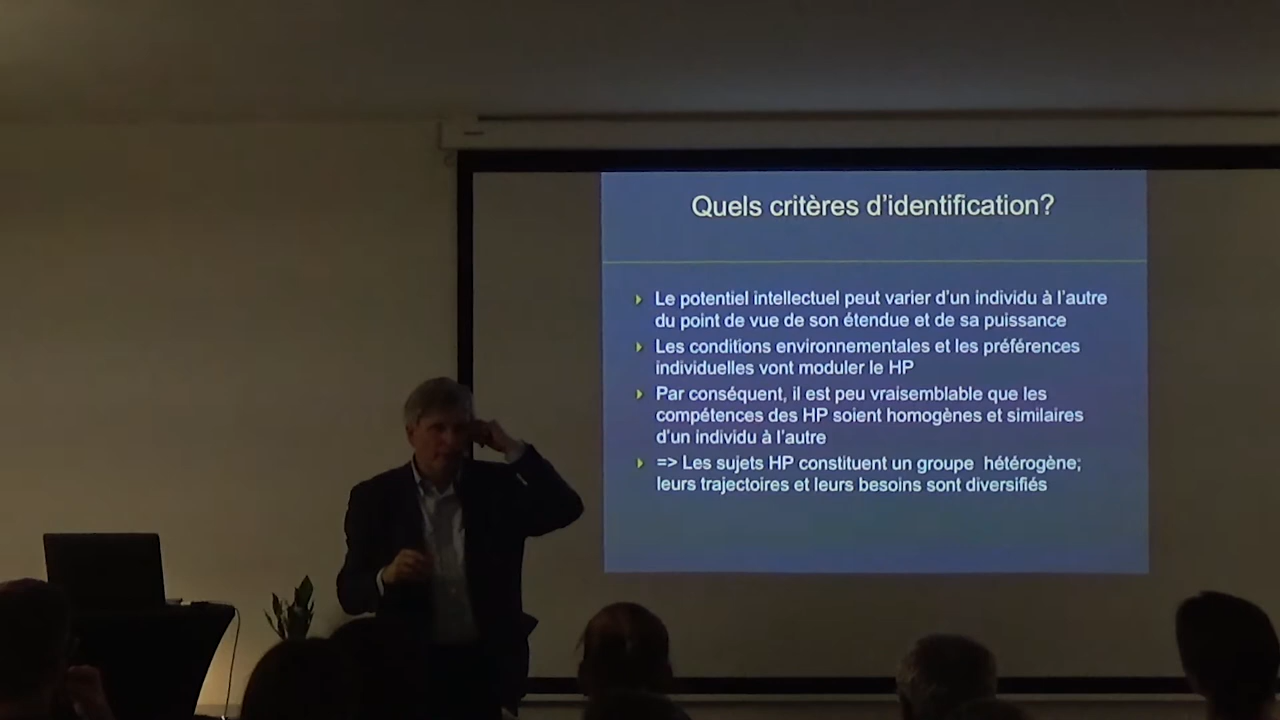 Quels critères d'identification?
Le potentiel intellectuel peut varier d'un individu à l'autre
du point de vue de son étendue et de sa puissance
Les conditions environnementales et les préférences
individuelles vont moduler le HP
Par conséquent, il est peu vraisemblable que les
compétences des HP soient homogènes et similaires
d'un individu à l'autre
=> Les sujets HP constituent un groupe hétérogène;
leurs trajectoires et leurs besoins sont diversifiés